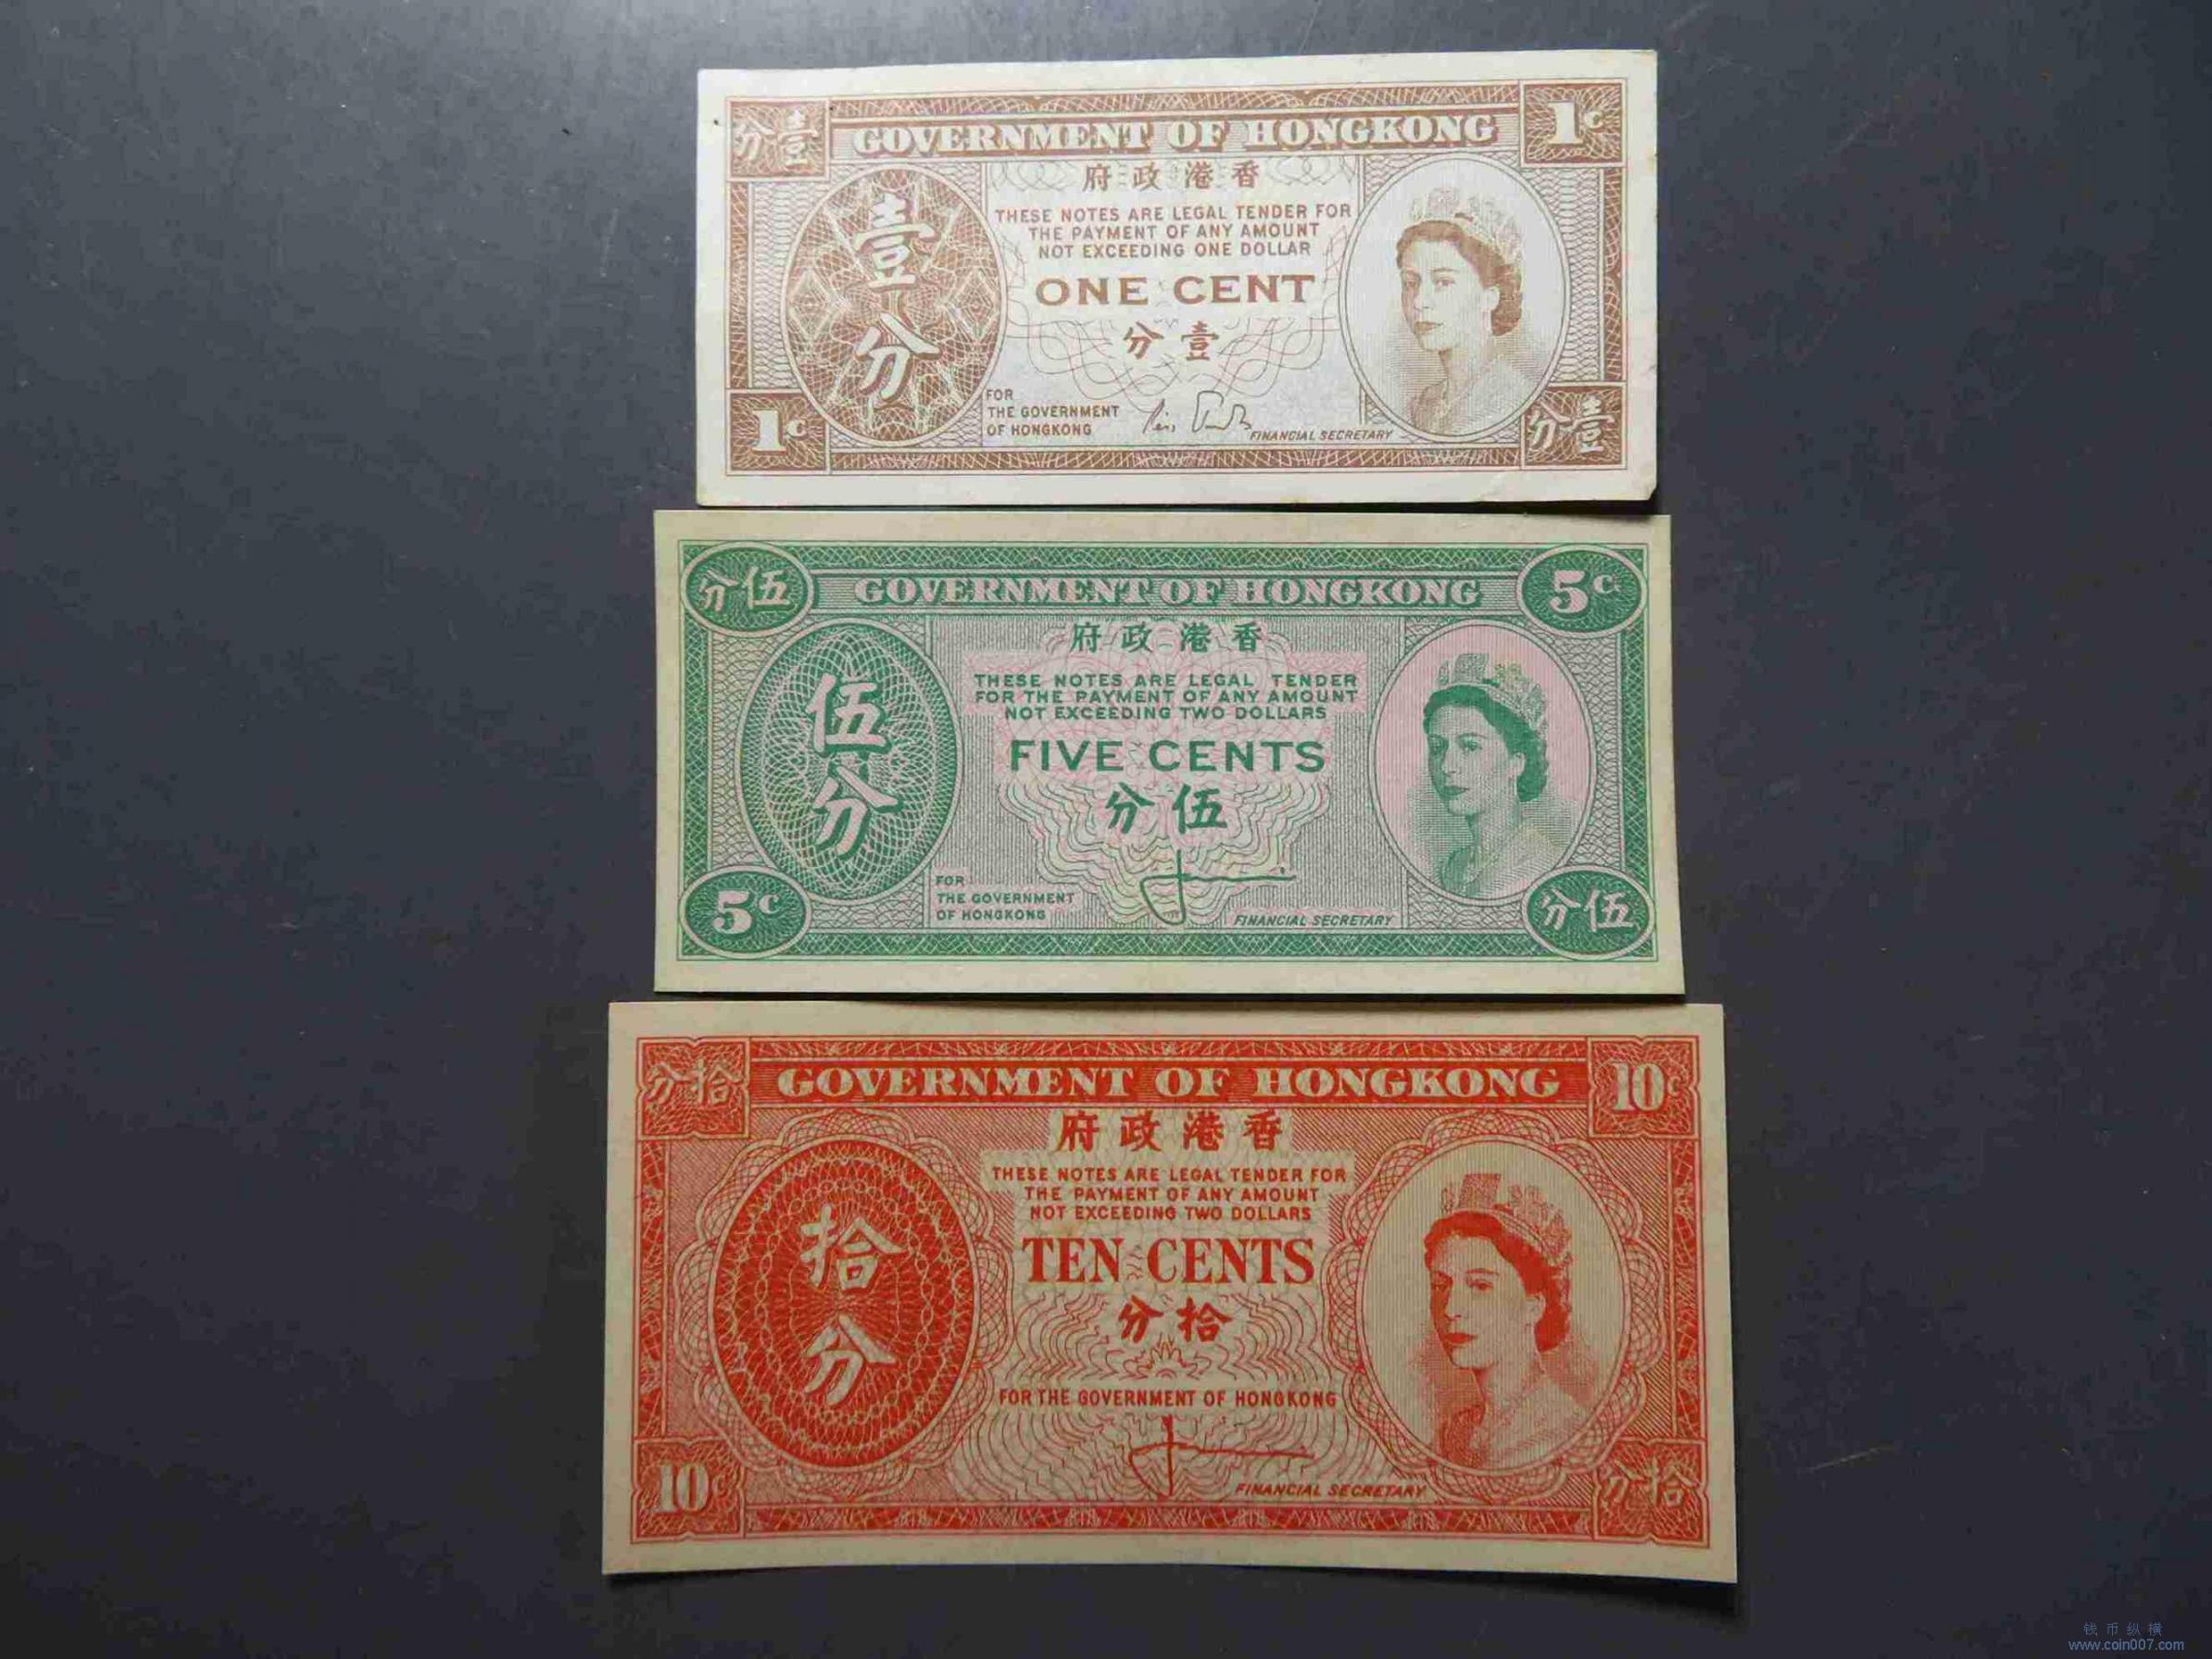 分壹 GOVERNMENT OF HONGKONG 1c
府政港香
THESE NOTES ARE LEGAL TENDER FOR
THE PAYMENT OF ANY AMOUNT
NOT EXCEEDING ONE DOLLAR
壹分
ONE CENT
分壹
FOR
THE GOVERNMENT
OF HONGKONG
FINANCIAL SECRETARY
1c 分壹
分伍 GOVERNMENT OF HONGKONG 5c
府政港香
THESE NOTES ARE LEGAL TENDER
FOR THE PAYMENT OF ANY AMOUNT
NOT EXCEEDING TWO DOLLARS
伍分
FIVE CENTS
分伍
FOR
THE GOVERNMENT
OF HONGKONG
FINANCIAL SECRETARY
5c 分伍
分拾 GOVERNMENT OF HONGKONG 10c
府政港香
THESE NOTES ARE LEGAL TENDER FOR
THE PAYMENT OF ANY AMOUNT
NOT EXCEEDING TWO DOLLARS
拾分
TEN CENTS
分拾
FOR THE GOVERNMENT OF HONGKONG
FINANCIAL SECRETARY
10c 分拾
钱币纵横
www.coin007.com